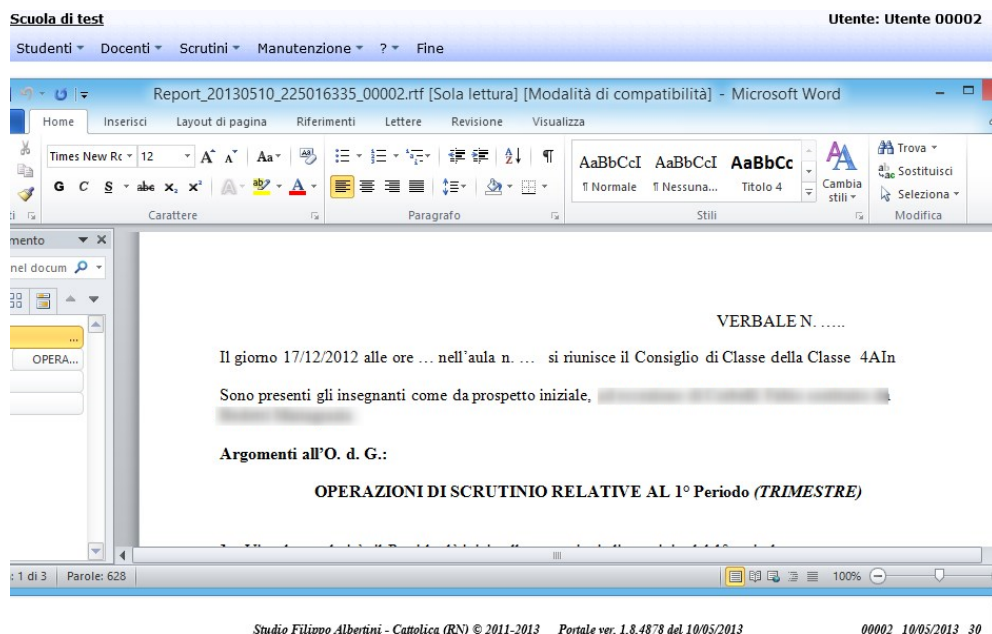 Scuola di test Utente: Utente 00002
Studenti Docenti Scrutini Manutenzione ? Fine
Report_20130510_225016335_00002.rtf [Sola lettura] [Modalità di compatibilità] - Microsoft Word
Home Inserisci Layout di pagina Riferimenti Lettere Revisione Visualizza
Times New Rc 12 A A Aa
AaBbCcI AaBbCcI AaBbCc
Trova
Sostituisci
G C S abc x₂ x² A ab A
¶ Normale ¶ Nessuna... Titolo 4
Cambia stili
Seleziona
Carattere Paragrafo Stili Modifica
mento
nel docum
...
OPERA...
VERBALE N. …..
Il giorno 17/12/2012 alle ore … nell’aula n. … si riunisce il Consiglio di Classe della Classe 4AIn
Sono presenti gli insegnanti come da prospetto iniziale,
Argomenti all’O. d. G.:
OPERAZIONI DI SCRUTINIO RELATIVE AL 1° Periodo (TRIMESTRE)
: 1 di 3 Parole: 628 100%
Studio Filippo Albertini - Cattolica (RN) © 2011-2013 Portale ver. 1.8.4878 del 10/05/2013 00002 10/05/2013 30